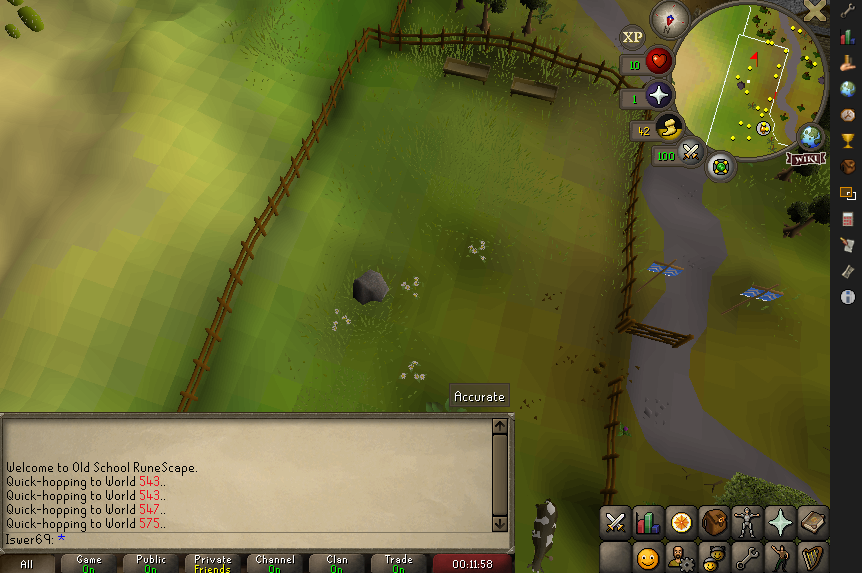 XP
10
1
42
100
WIKI
Accurate
Welcome to Old School RuneScape.
Quick-hopping to World 543..
Quick-hopping to World 543..
Quick-hopping to World 547..
Quick-hopping to World 575..
Iswer69: *
All
Game
On
Public
On
Private
Friends
Channel
On
Clan
On
Trade
On
00:11:58